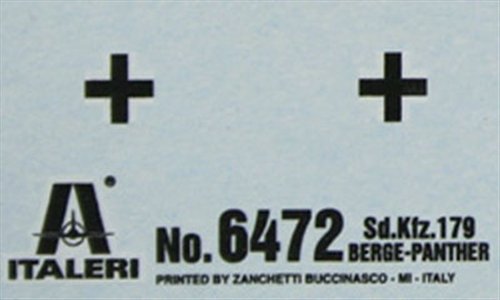 Sd.Kfz.179
No. 6472 BERGE-PANTHER
ITALERI
PRINTED BY ZANCHETTI BUCCINASCO - MI - ITALY